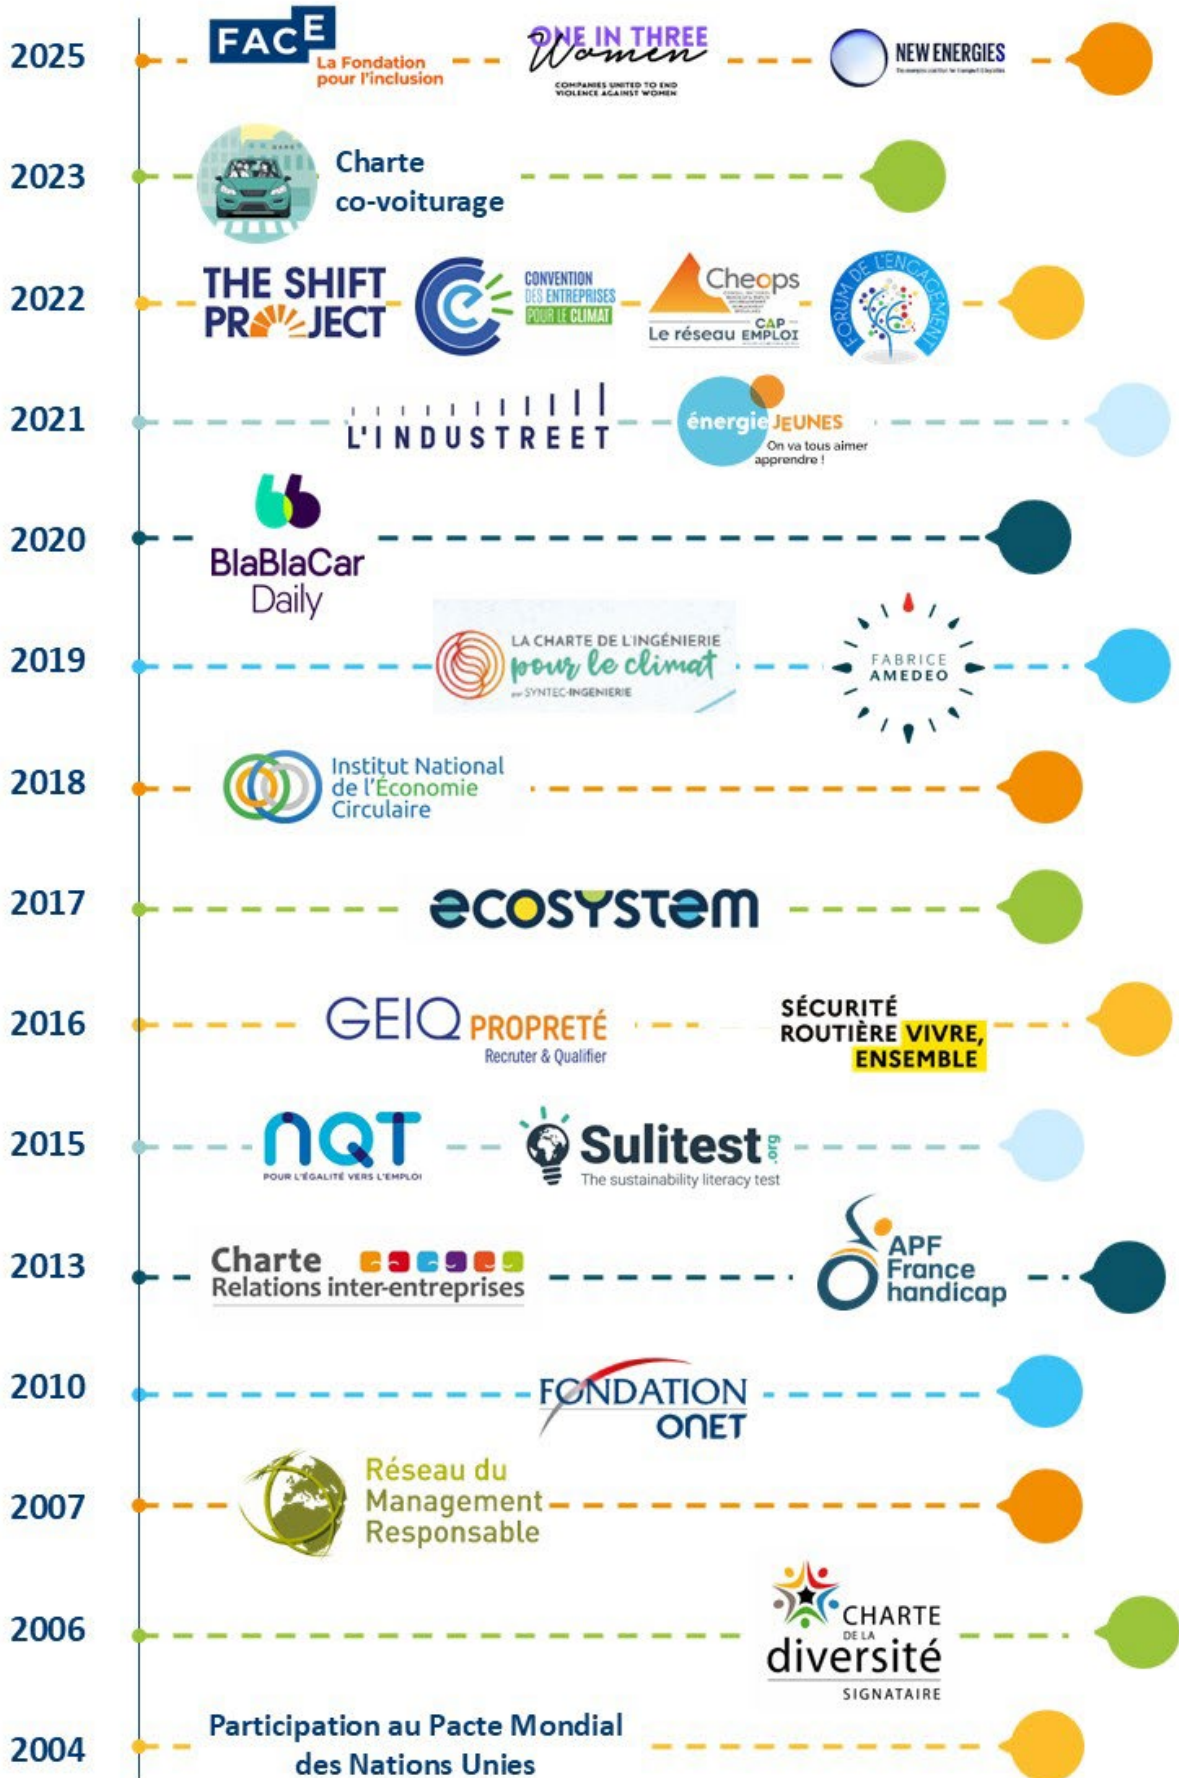 2025
FACE
La Fondation
pour l'inclusion
ONE IN THREE
Women
COMPANIES UNITED TO END
VIOLENCE AGAINST WOMEN
NEW ENERGIES
2023
Charte
co-voiturage
2022
THE SHIFT
PROJECT
CONVENTION
DES ENTREPRISES
POUR LE CLIMAT
Cheops
Le réseau CAP
EMPLOI
FORUM DE L'ENGAGEMENT
2021
L'INDUSTREET
énergie JEUNES
On va tous aimer
apprendre !
2020
BlaBlaCar
Daily
2019
LA CHARTE DE L'INGÉNIERIE
pour le climat
par SYNTEC-INGENIERIE
FABRICE
AMEDEO
2018
Institut National
de l'Économie
Circulaire
2017
ecosystem
2016
GEIQ PROPRETÉ
Recruter & Qualifier
SÉCURITÉ
ROUTIÈRE VIVRE,
ENSEMBLE
2015
NQT
POUR L'ÉGALITÉ VERS L'EMPLOI
Sulitest.org
The sustainability literacy test
2013
Charte
Relations inter-entreprises
APF
France
handicap
2010
FONDATION
ONET
2007
Réseau du
Management
Responsable
2006
CHARTE
DE LA
diversité
SIGNATAIRE
2004
Participation au Pacte Mondial
des Nations Unies